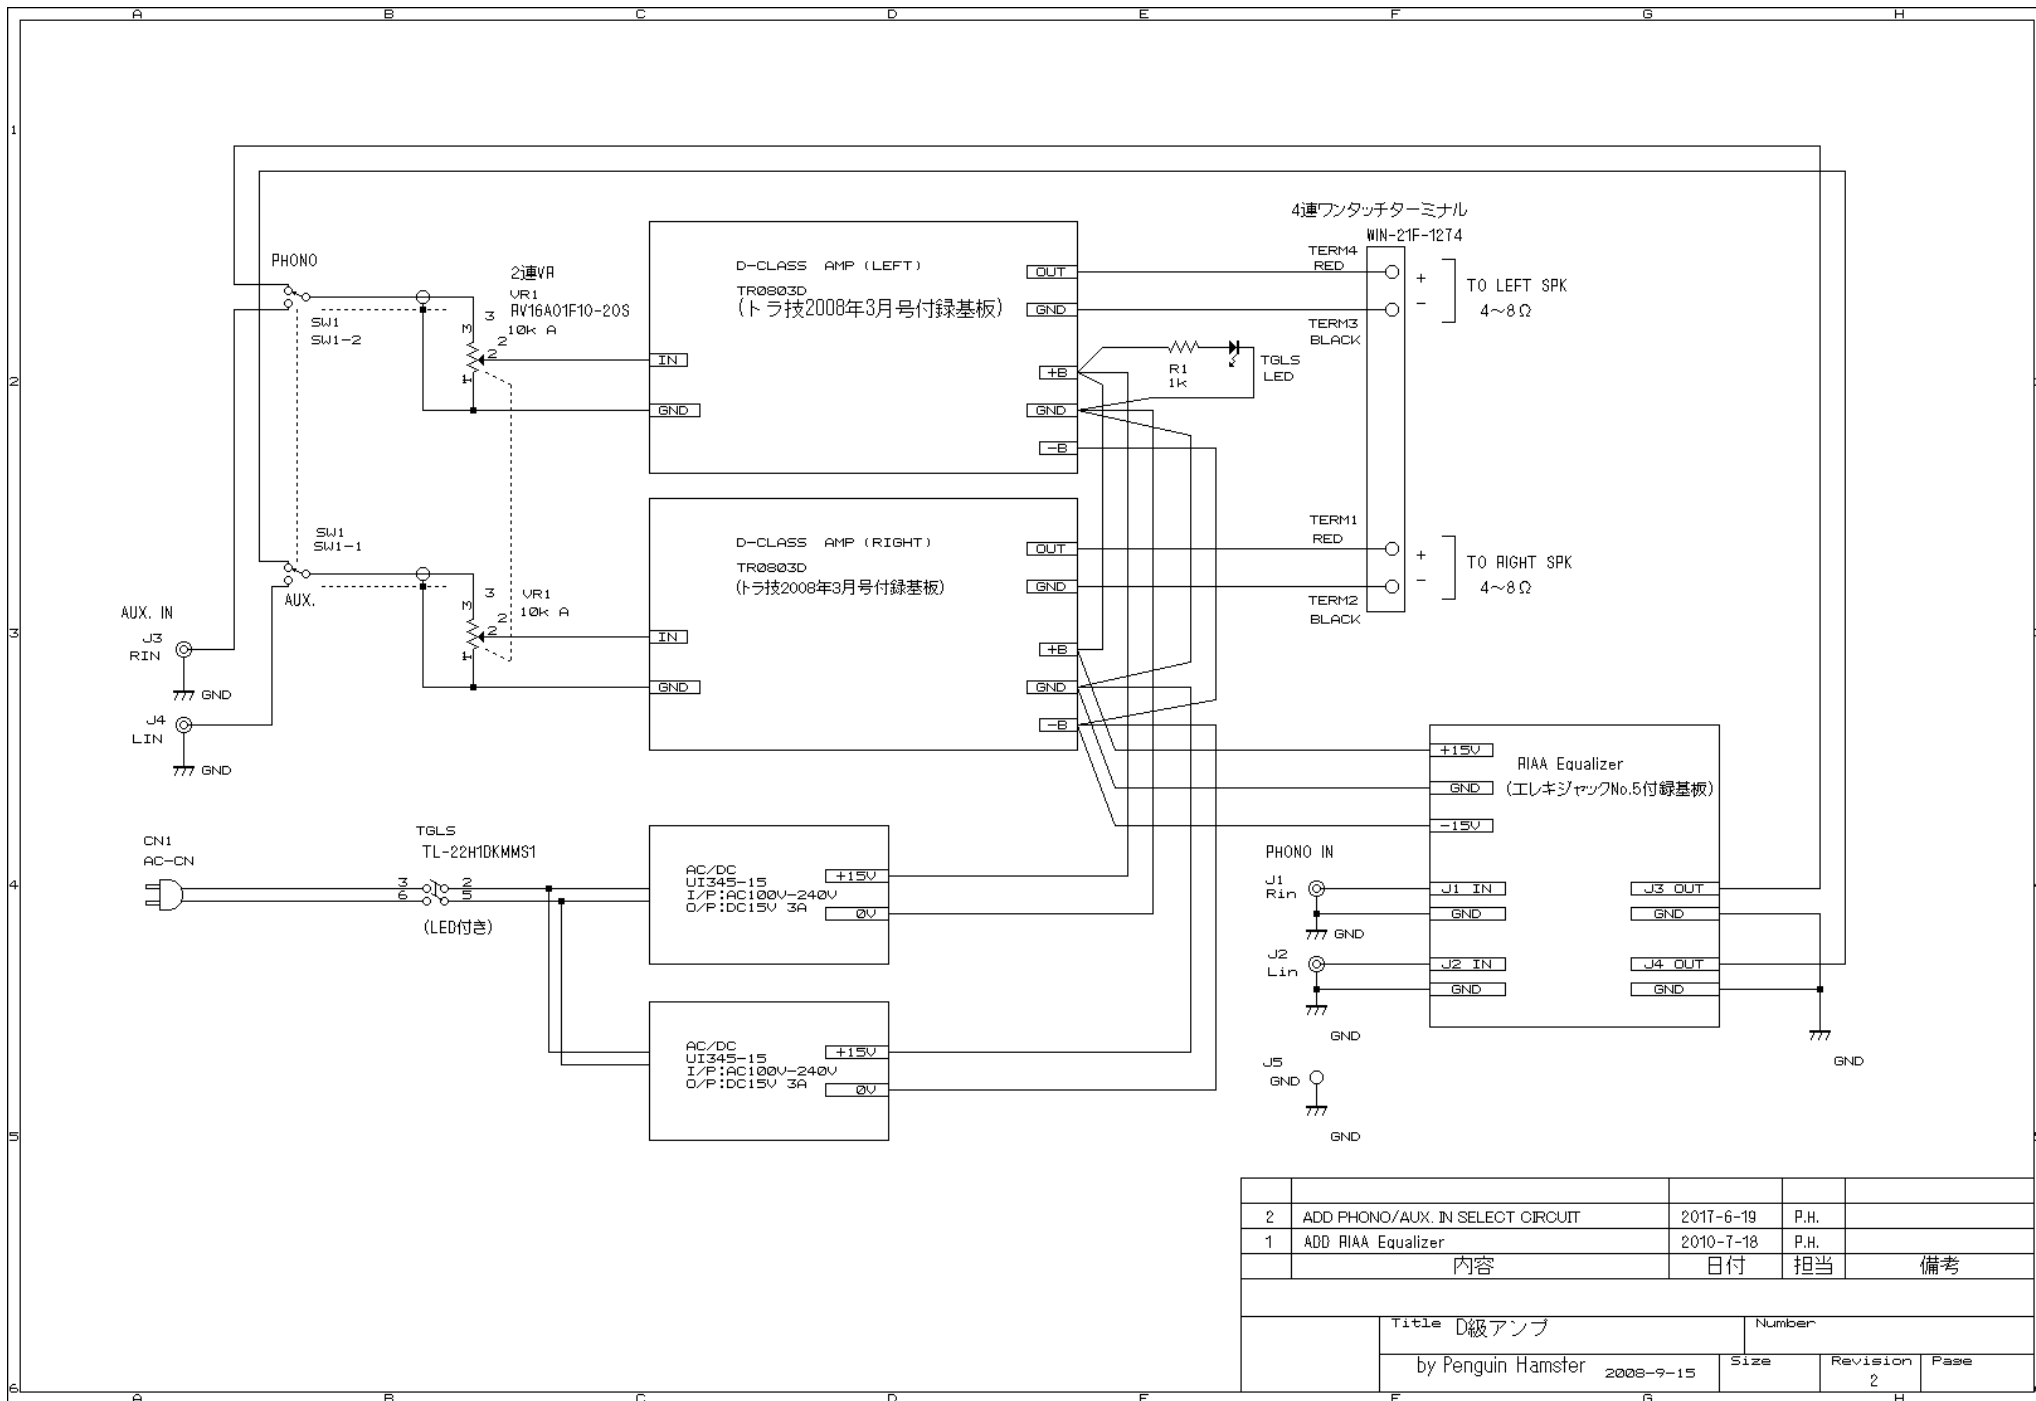 A B C D E F G H
1
2
3
4
5
6
4連ワンタッチターミナル
WIN-21F-1274
PHONO
SW1
SW1-2
2連VR
VR1
RV16A01F10-20S
10k A
3
3
2
2
1
D-CLASS AMP (LEFT)
TR0803D
(トラ技2008年3月号付録基板)
IN
GND
OUT
GND
+B
GND
-B
R1
1k
TGLS
LED
TERM4
RED
TERM3
BLACK
+
-
TO LEFT SPK
4~8Ω
SW1
SW1-1
AUX.
VR1
10k A
3
3
2
2
1
D-CLASS AMP (RIGHT)
TR0803D
(トラ技2008年3月号付録基板)
IN
GND
OUT
GND
+B
GND
-B
TERM1
RED
TERM2
BLACK
+
-
TO RIGHT SPK
4~8Ω
AUX. IN
J3
RIN
GND
J4
LIN
GND
CN1
AC-CN
TGLS
TL-22H1DKMMS1
3 2
6 5
(LED付き)
AC/DC
UI345-15
I/P:AC100V-240V
O/P:DC15V 3A
+15V
0V
AC/DC
UI345-15
I/P:AC100V-240V
O/P:DC15V 3A
+15V
0V
RIAA Equalizer
(エレキジャックNo.5付録基板)
+15V
GND
-15V
J1 IN
GND
J2 IN
GND
J3 OUT
GND
J4 OUT
GND
PHONO IN
J1
Rin
GND
J2
Lin
GND
J5
GND
GND
GND
2 ADD PHONO/AUX. IN SELECT CIRCUIT 2017-6-19 P.H.
1 ADD RIAA Equalizer 2010-7-18 P.H.
内容 日付 担当 備考
Title D級アンプ Number
by Penguin Hamster 2008-9-15 Size Revision Page
2
A B C D E F G H